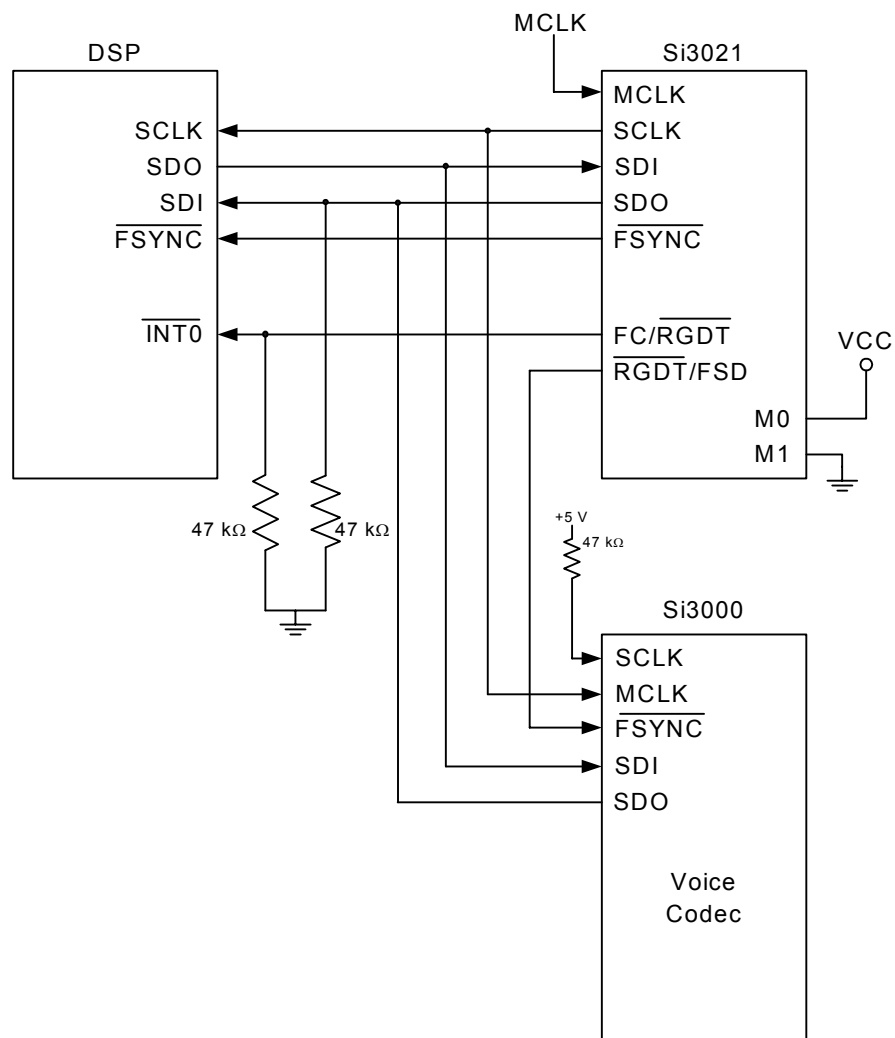 MCLK
DSP
Si3021
MCLK
SCLK
SCLK
SDO
SDI
SDI
SDO
FSYNC
FSYNC
INT0
FC/RGDT
RGDT/FSD
VCC
M0
M1
47 kΩ
47 kΩ
+5 V
47 kΩ
Si3000
SCLK
MCLK
FSYNC
SDI
SDO
Voice
Codec